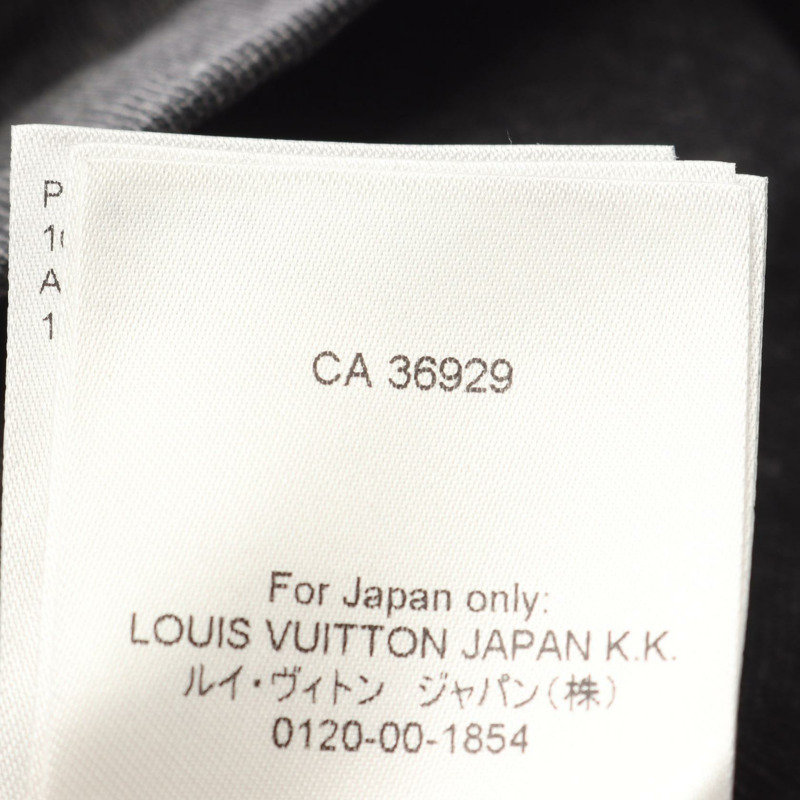 P
A
1
CA 36929
For Japan only:
LOUIS VUITTON JAPAN K.K.
ルイ・ヴィトン ジャパン(株)
0120-00-1854